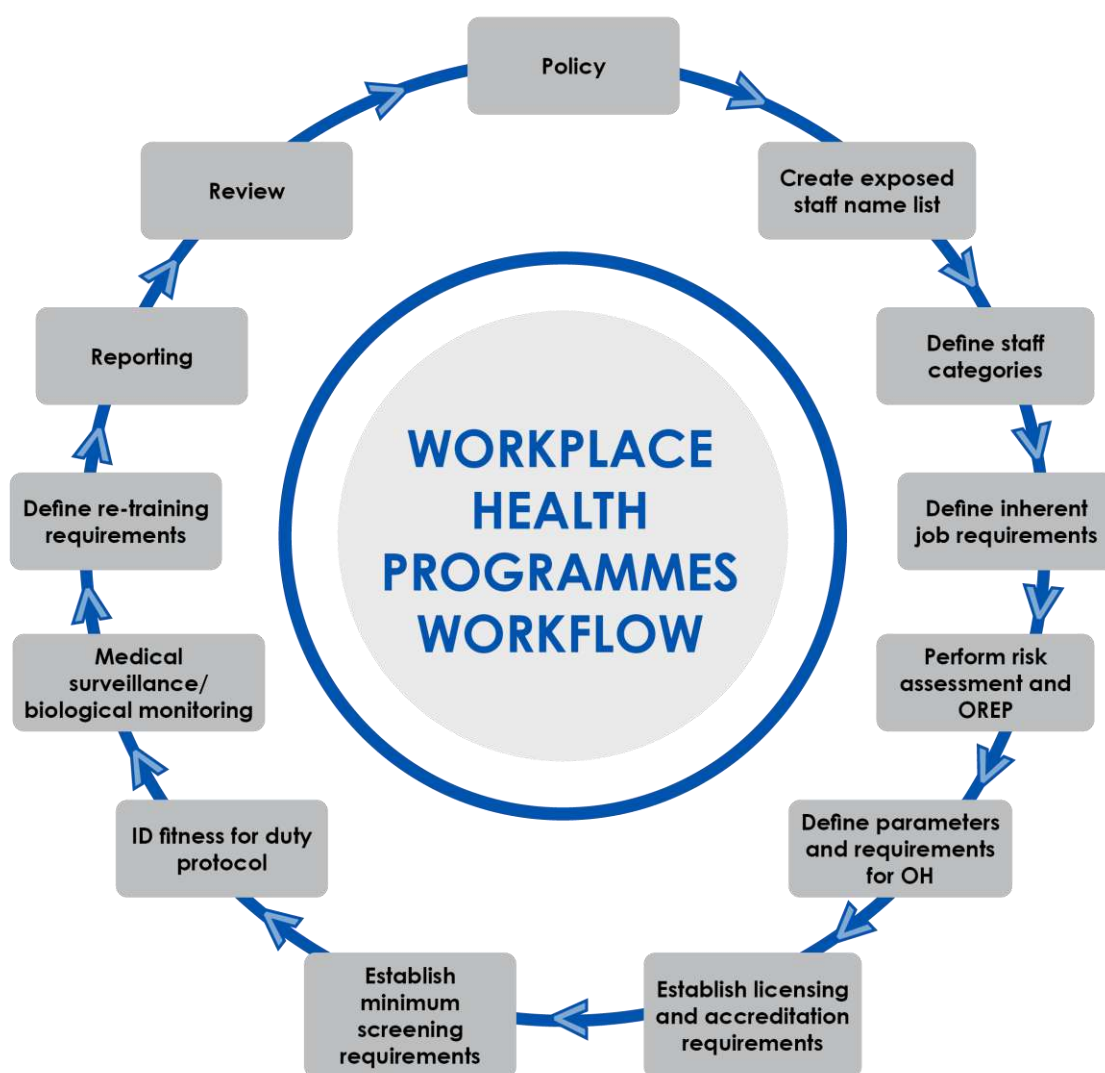 Policy
Create exposed
staff name list
Define staff
categories
Define inherent
job requirements
Perform risk
assessment and
OREP
Define parameters
and requirements
for OH
Establish licensing
and accreditation
requirements
Establish
minimum
screening
requirements
ID fitness for duty
protocol
Medical
surveillance/
biological monitoring
Define re-training
requirements
Reporting
Review
WORKPLACE
HEALTH
PROGRAMMES
WORKFLOW